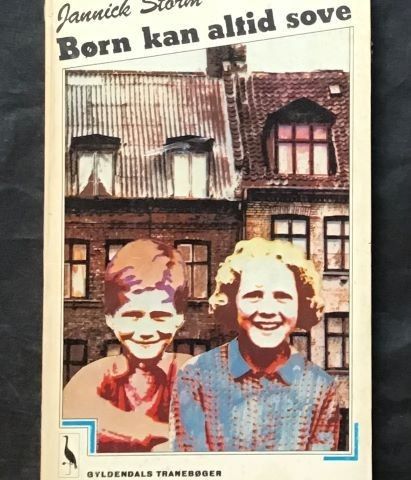 Jannick Storm
Børn kan altid sove
GYLDENDALS TRANEBØGER